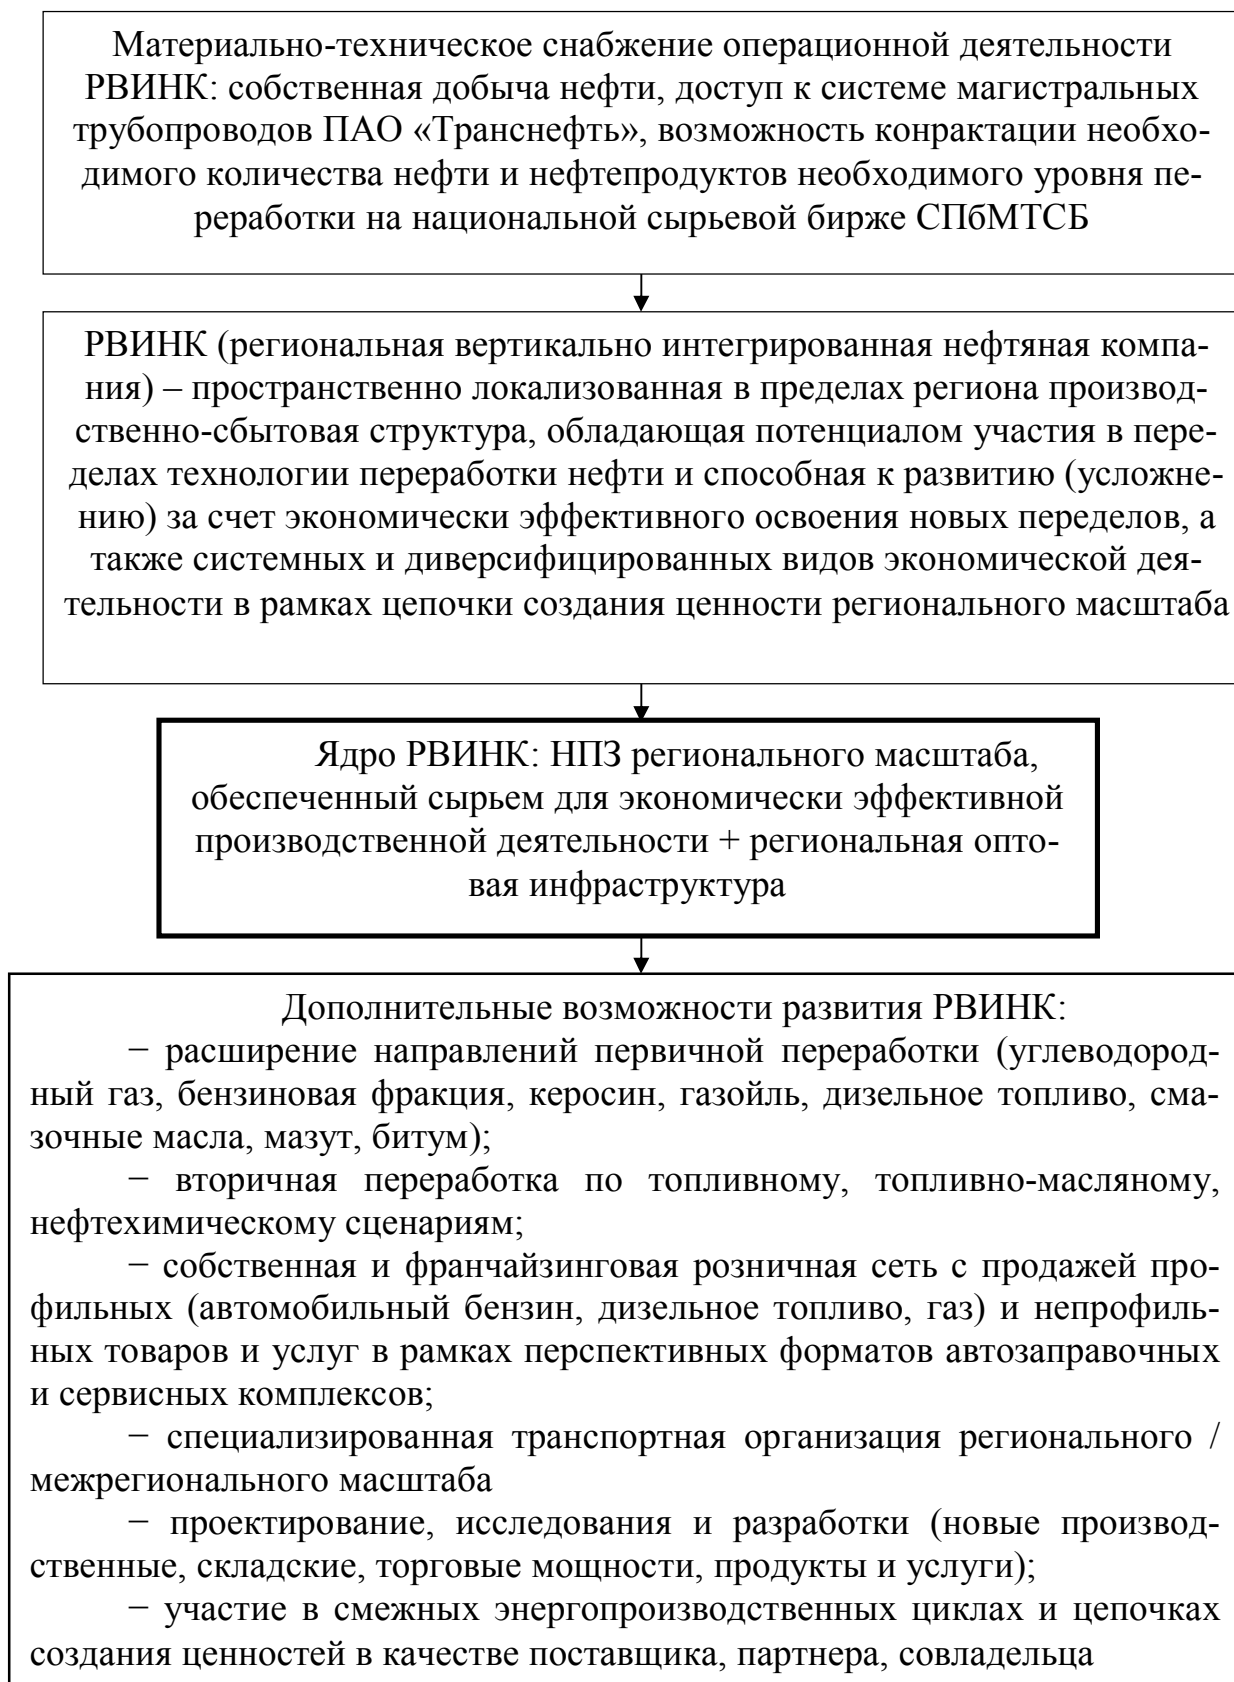 Материально-техническое снабжение операционной деятельности
РВИНК: собственная добыча нефти, доступ к системе магистральных
трубопроводов ПАО «Транснефть», возможность конрактации необхо-
димого количества нефти и нефтепродуктов необходимого уровня пе-
реработки на национальной сырьевой бирже СПбМТСБ
РВИНК (региональная вертикально интегрированная нефтяная компа-
ния) – пространственно локализованная в пределах региона производ-
ственно-сбытовая структура, обладающая потенциалом участия в пере-
делах технологии переработки нефти и способная к развитию (усложне-
нию) за счет экономически эффективного освоения новых переделов, а
также системных и диверсифицированных видов экономической дея-
тельности в рамках цепочки создания ценности регионального масштаба
Ядро РВИНК: НПЗ регионального масштаба,
обеспеченный сырьем для экономически эффективной
производственной деятельности + региональная опто-
вая инфраструктура
Дополнительные возможности развития РВИНК:
− расширение направлений первичной переработки (углеводород-
ный газ, бензиновая фракция, керосин, газойль, дизельное топливо, сма-
зочные масла, мазут, битум);
− вторичная переработка по топливному, топливно-масляному,
нефтехимическому сценариям;
− собственная и франчайзинговая розничная сеть с продажей про-
фильных (автомобильный бензин, дизельное топливо, газ) и непрофиль-
ных товаров и услуг в рамках перспективных форматов автозаправочных
и сервисных комплексов;
− специализированная транспортная организация регионального /
межрегионального масштаба
− проектирование, исследования и разработки (новые производ-
ственные, складские, торговые мощности, продукты и услуги);
− участие в смежных энергопроизводственных циклах и цепочках
создания ценностей в качестве поставщика, партнера, совладельца